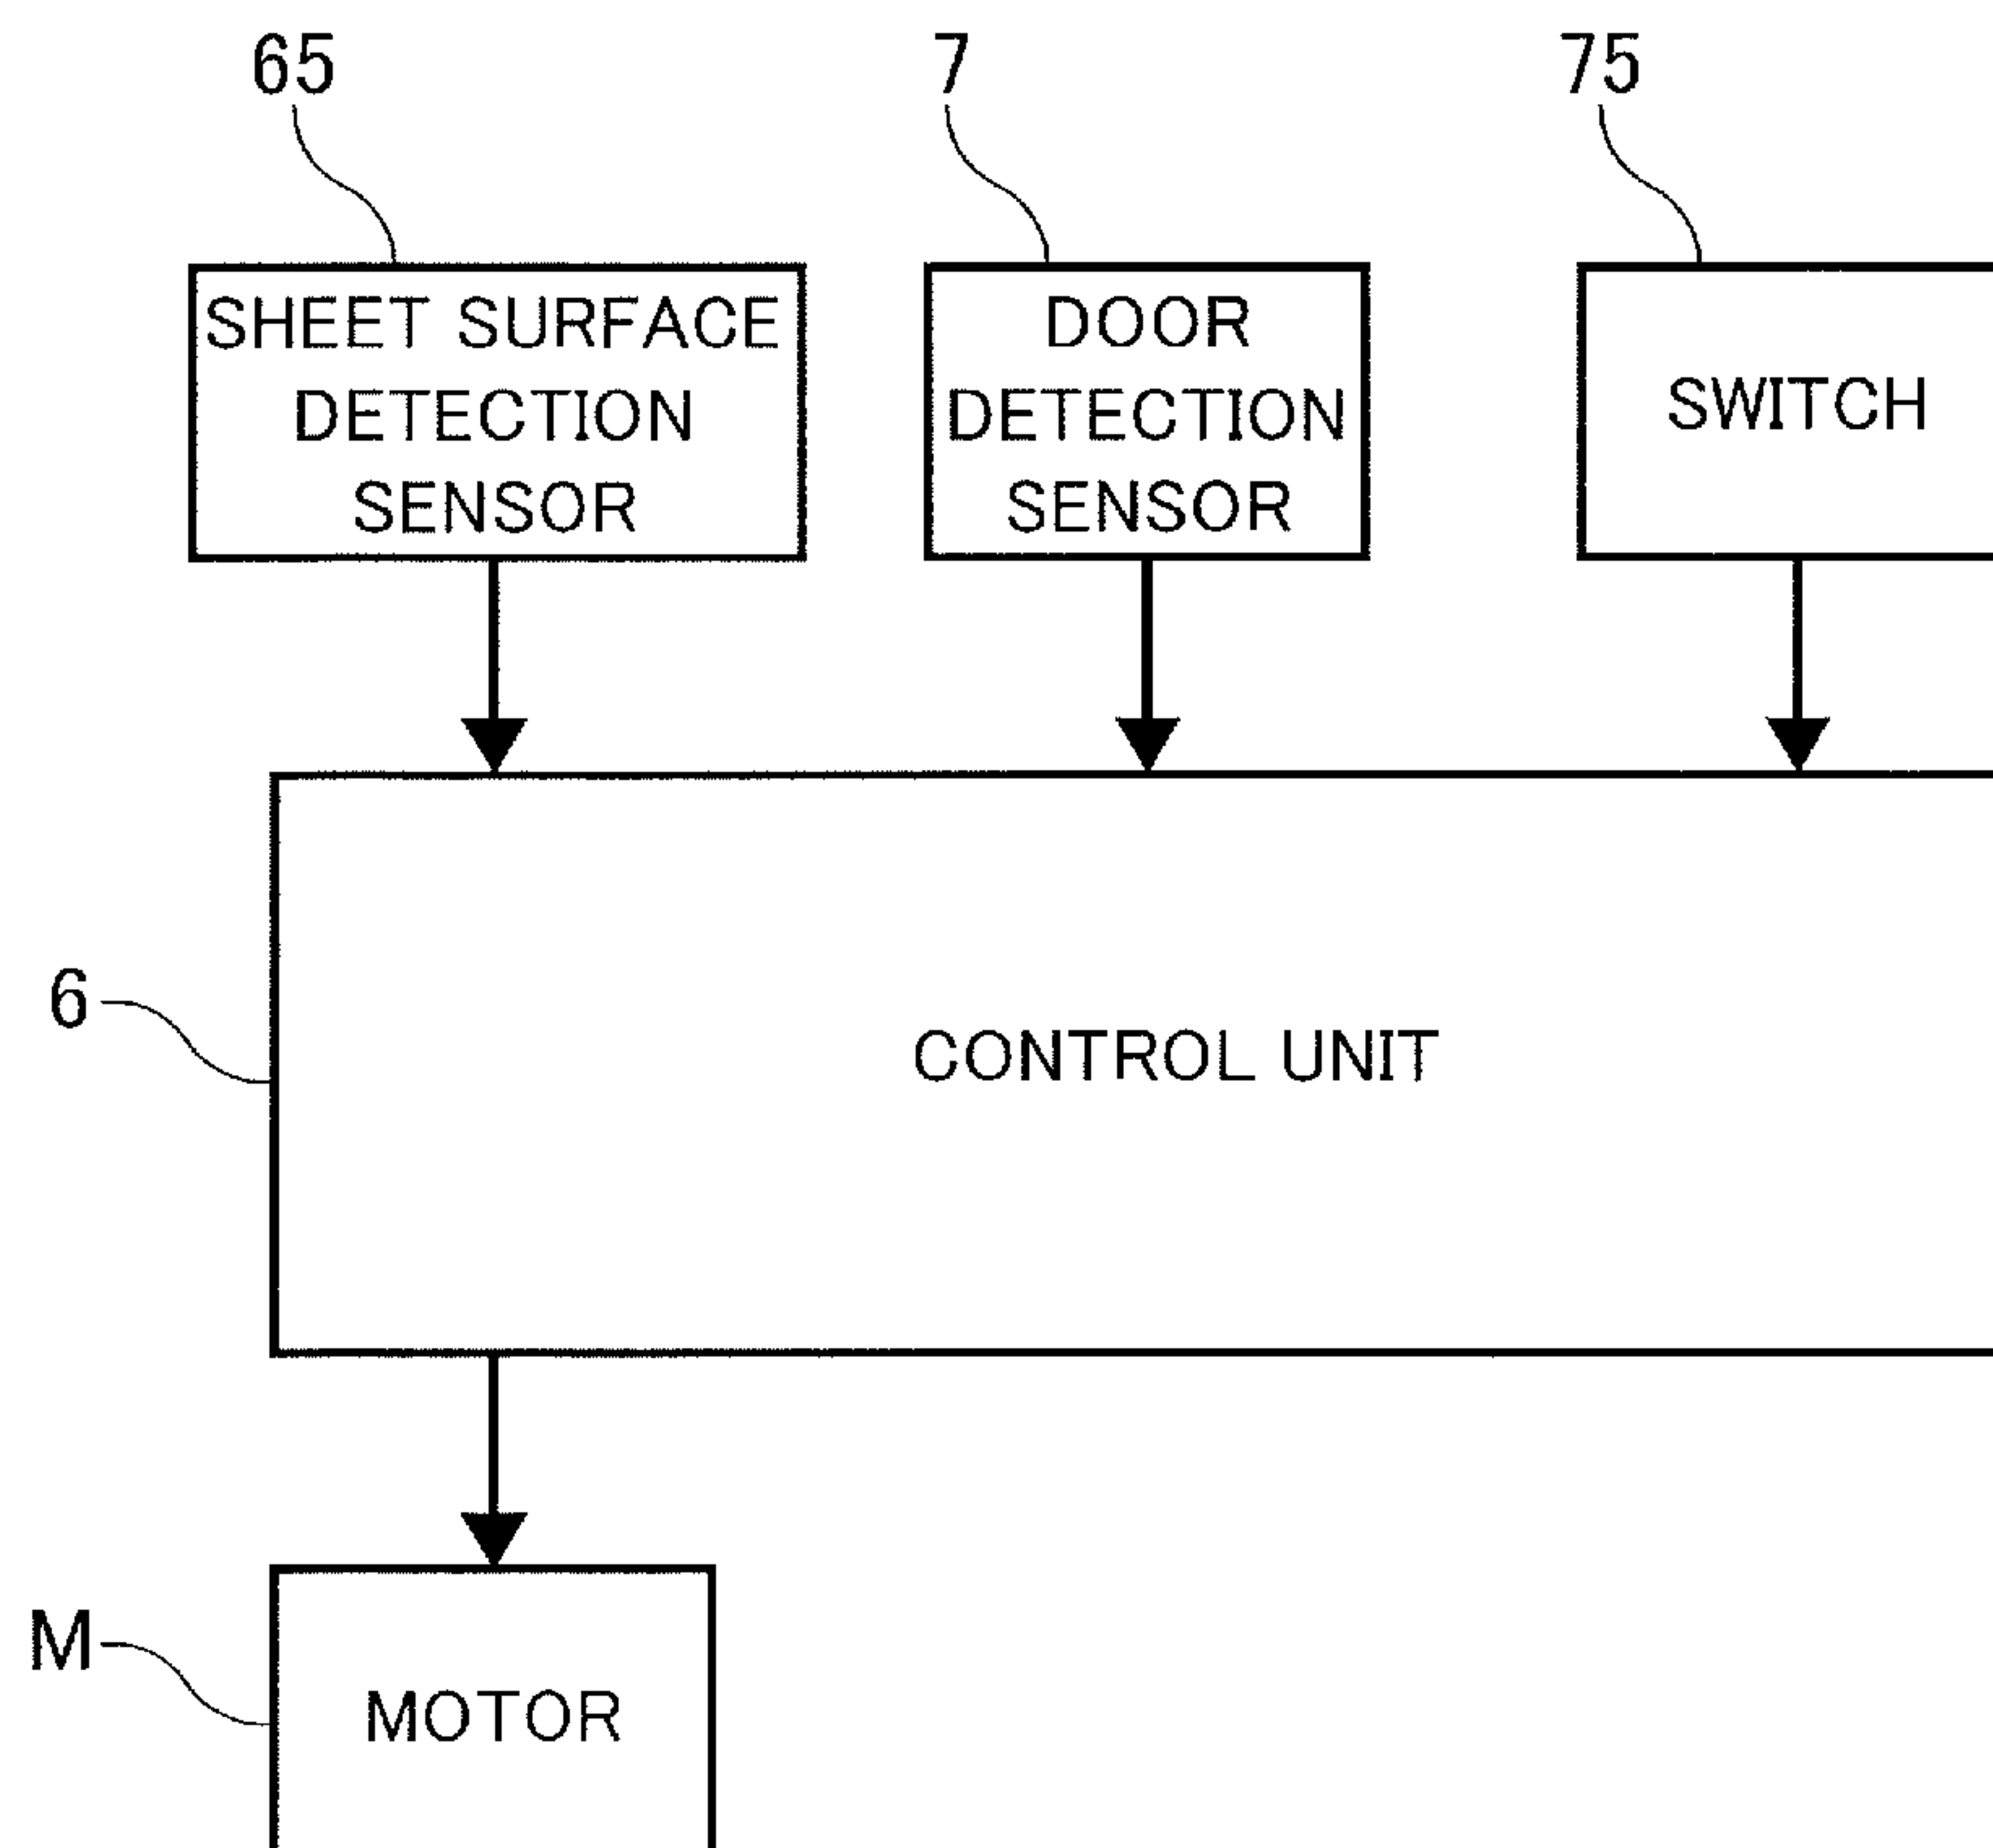 65
7
75
SHEET SURFACE
DETECTION
SENSOR
DOOR
DETECTION
SENSOR
SWITCH
6
CONTROL UNIT
M
MOTOR